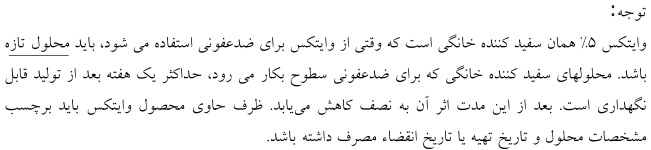 توجه:
وایتکس ۵٪ همان سفید کننده خانگی است که وقتی از وایتکس برای ضدعفونی استفاده می شود، باید محلول تازه
باشد. محلولهای سفید کننده خانگی که برای ضدعفونی سطوح بکار می رود، حداکثر یک هفته بعد از تولید قابل
نگهداری است. بعد از این مدت اثر آن به نصف کاهش می‌یابد. ظرف حاوی محصول وایتکس باید برچسب
مشخصات محلول و تاریخ تهیه یا تاریخ انقضاء مصرف داشته باشد.